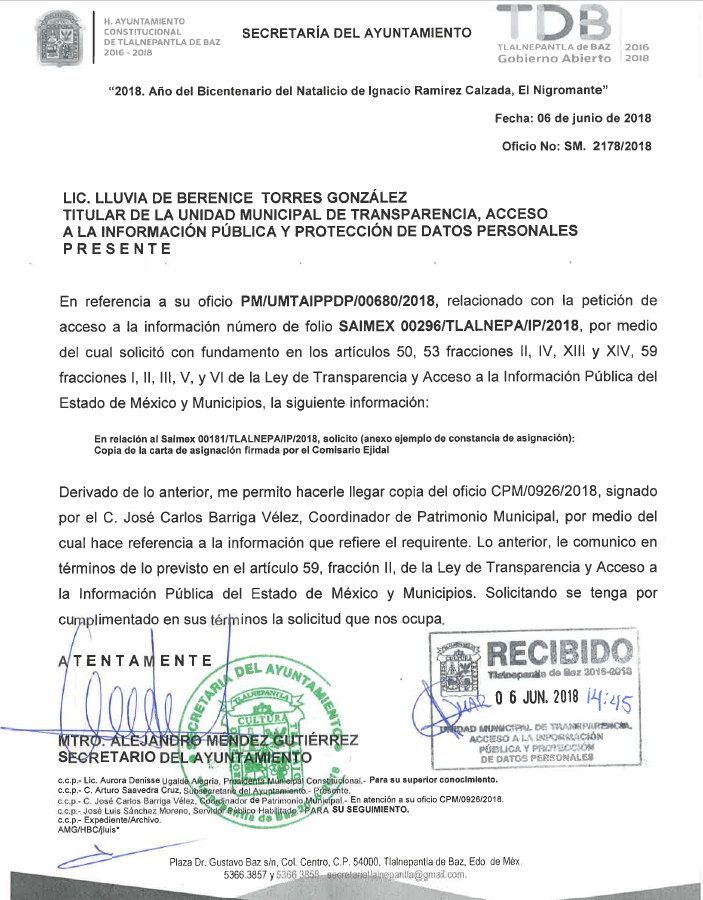 H. AYUNTAMIENTO
CONSTITUCIONAL
DE TLALNEPANTLA DE BAZ
2016 - 2018
SECRETARÍA DEL AYUNTAMIENTO
TDB
TLALNEPANTLA de BAZ
Gobierno Abierto
2016
2018
"2018. Año del Bicentenario del Natalicio de Ignacio Ramírez Calzada, El Nigromante"
Fecha: 06 de junio de 2018
Oficio No: SM. 2178/2018
LIC. LLUVIA DE BERENICE TORRES GONZÁLEZ
TITULAR DE LA UNIDAD MUNICIPAL DE TRANSPARENCIA, ACCESO
A LA INFORMACIÓN PÚBLICA Y PROTECCIÓN DE DATOS PERSONALES
P R E S E N T E
En referencia a su oficio PM/UMTAIPPDP/00680/2018, relacionado con la petición de
acceso a la información número de folio SAIMEX 00296/TLALNEPA/IP/2018, por medio
del cual solicitó con fundamento en los artículos 50, 53 fracciones II, IV, XIII y XIV, 59
fracciones I, II, III, V, y VI de la Ley de Transparencia y Acceso a la Información Pública del
Estado de México y Municipios, la siguiente información:
En relación al Saimex 00181/TLALNEPA/IP/2018, solicito (anexo ejemplo de constancia de asignación):
Copia de la carta de asignación firmada por el Comisario Ejidal
Derivado de lo anterior, me permito hacerle llegar copia del oficio CPM/0926/2018, signado
por el C. José Carlos Barriga Vélez, Coordinador de Patrimonio Municipal, por medio del
cual hace referencia a la información que refiere el requirente. Lo anterior, le comunico en
términos de lo previsto en el artículo 59, fracción II, de la Ley de Transparencia y Acceso a
la Información Pública del Estado de México y Municipios. Solicitando se tenga por
cumplimentado en sus términos la solicitud que nos ocupa.
A T E N T A M E N T E
MTRO. ALEJANDRO MÉNDEZ GUTIÉRREZ
SECRETARIO DEL AYUNTAMIENTO
SECRETARIA DEL AYUNTAMIENTO
TLALNEPANTLA
CULTURA
Tlalnepantla de Baz
RECIBIDO
Tlalnepantla de Baz 2016-2018
0 6 JUN. 2018 14:45
UNIDAD MUNICIPAL DE TRANSPARENCIA,
ACCESO A LA INFORMACIÓN
PÚBLICA Y PROTECCIÓN
DE DATOS PERSONALES
c.c.p.- Lic. Aurora Denisse Ugalde Alegría, Presidenta Municipal Constitucional.- Para su superior conocimiento.
c.c.p.- C. Arturo Saavedra Cruz, Subsecretario del Ayuntamiento.- Presente.
c.c.p.- C. José Carlos Barriga Vélez, Coordinador de Patrimonio Municipal.- En atención a su oficio CPM/0926/2018.
c.c.p.- José Luis Sánchez Moreno, Servidor Público Habilitado.- PARA SU SEGUIMIENTO.
c.c.p.- Expediente/Archivo.
AMG/HBC/jluis*
Plaza Dr. Gustavo Baz s/n, Col. Centro, C.P. 54000, Tlalnepantla de Baz, Edo. de Méx.
5366.3857 y 5366 3858 secretariatlalnepantla@gmail.com.